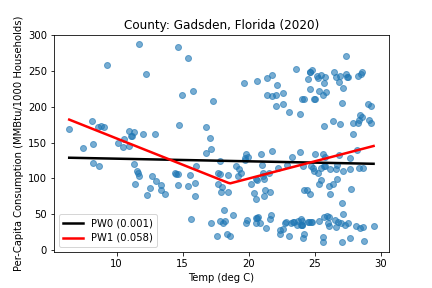 County: Gadsden, Florida (2020)
Per-Capita Consumption (MMBtu/1000 Households)
300
250
200
150
100
50
0
PW0 (0.001)
PW1 (0.058)
10 15 20 25 30
Temp (deg C)